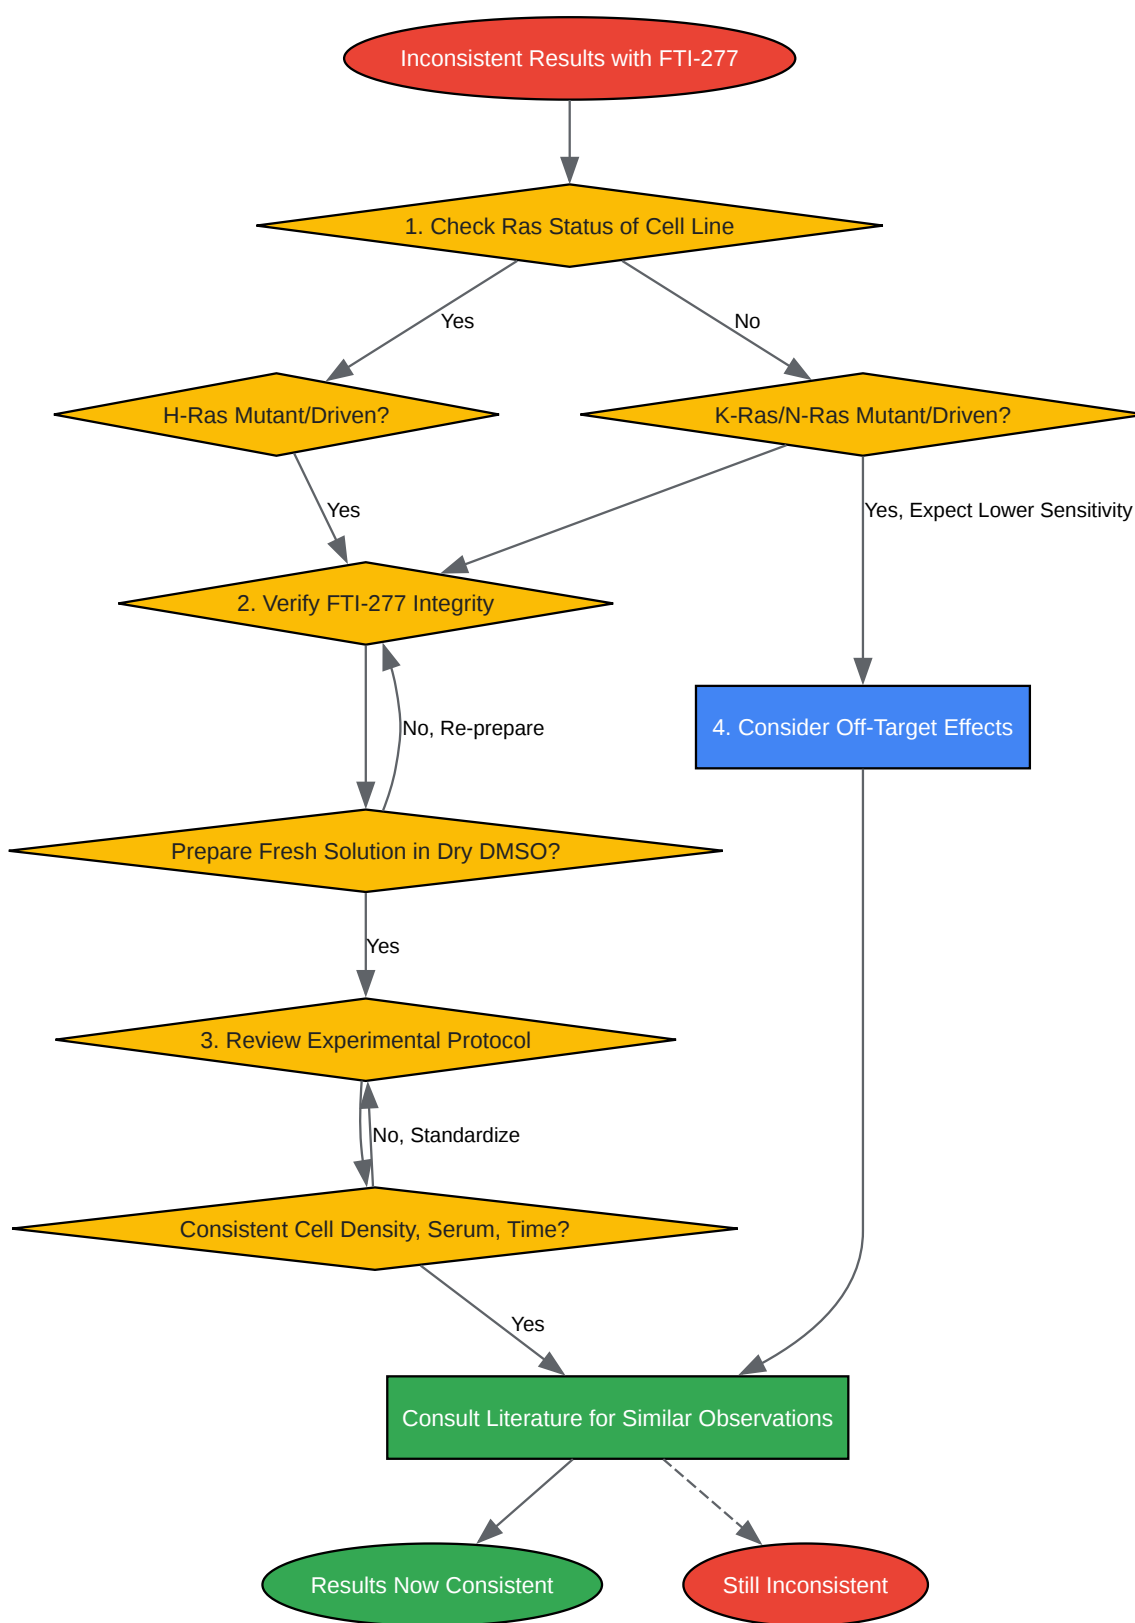 Inconsistent Results with FTI-277
1. Check Ras Status of Cell Line
Yes
No
H-Ras Mutant/Driven?
K-Ras/N-Ras Mutant/Driven?
Yes
Yes, Expect Lower Sensitivity
2. Verify FTI-277 Integrity
No, Re-prepare
4. Consider Off-Target Effects
Prepare Fresh Solution in Dry DMSO?
Yes
3. Review Experimental Protocol
No, Standardize
Consistent Cell Density, Serum, Time?
Yes
Consult Literature for Similar Observations
Results Now Consistent
Still Inconsistent